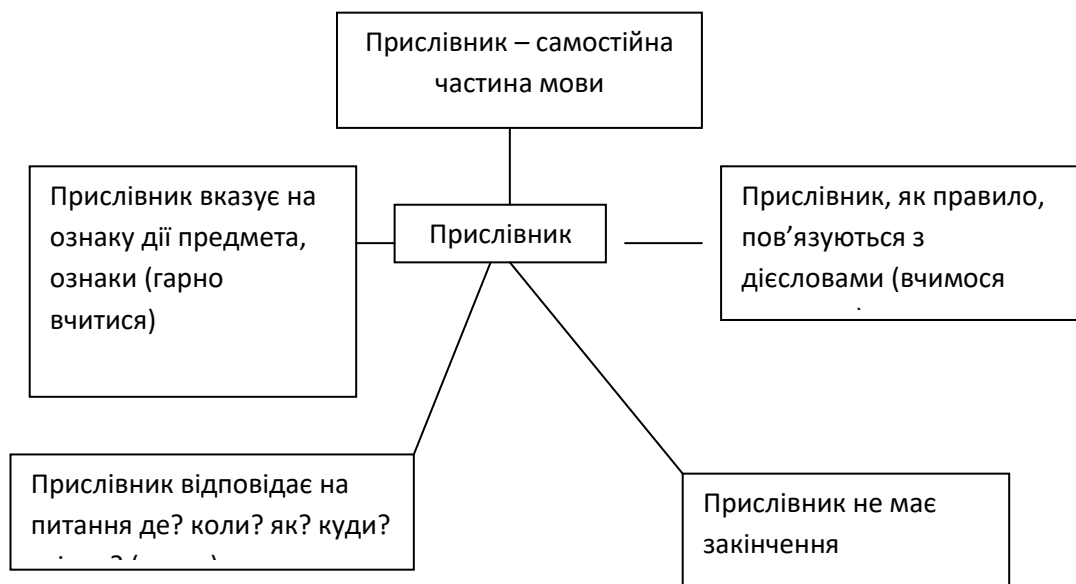 Прислівник – самостійна
частина мови
Прислівник вказує на
ознаку дії предмета,
ознаки (гарно
вчитися)
Прислівник
Прислівник, як правило,
пов’язуються з
дієсловами (вчимося
Прислівник відповідає на
питання де? коли? як? куди?
Прислівник не має
закінчення